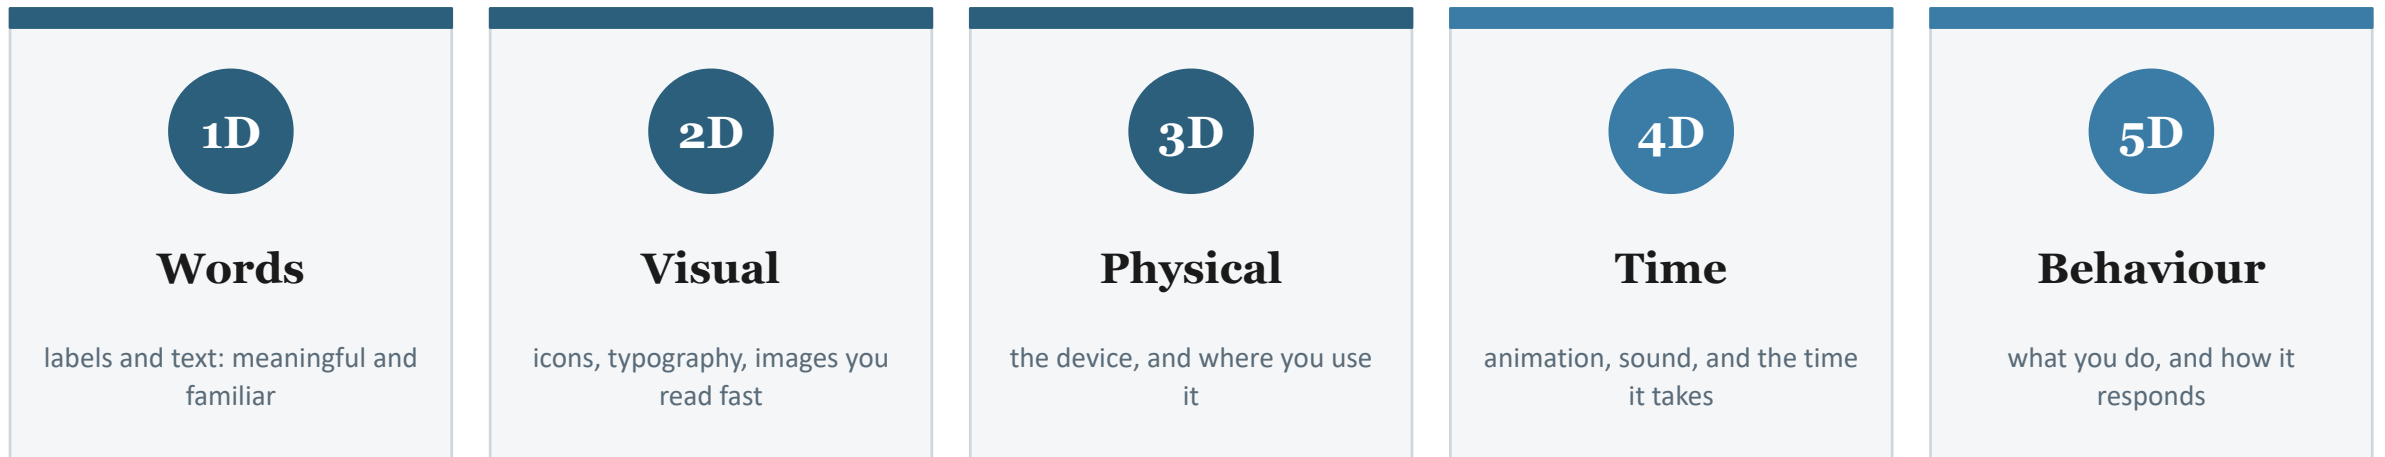 1D
Words
labels and text: meaningful and
familiar
2D
Visual
icons, typography, images you
read fast
3D
Physical
the device, and where you use
it
4D
Time
animation, sound, and the time
it takes
5D
Behaviour
what you do, and how it
responds